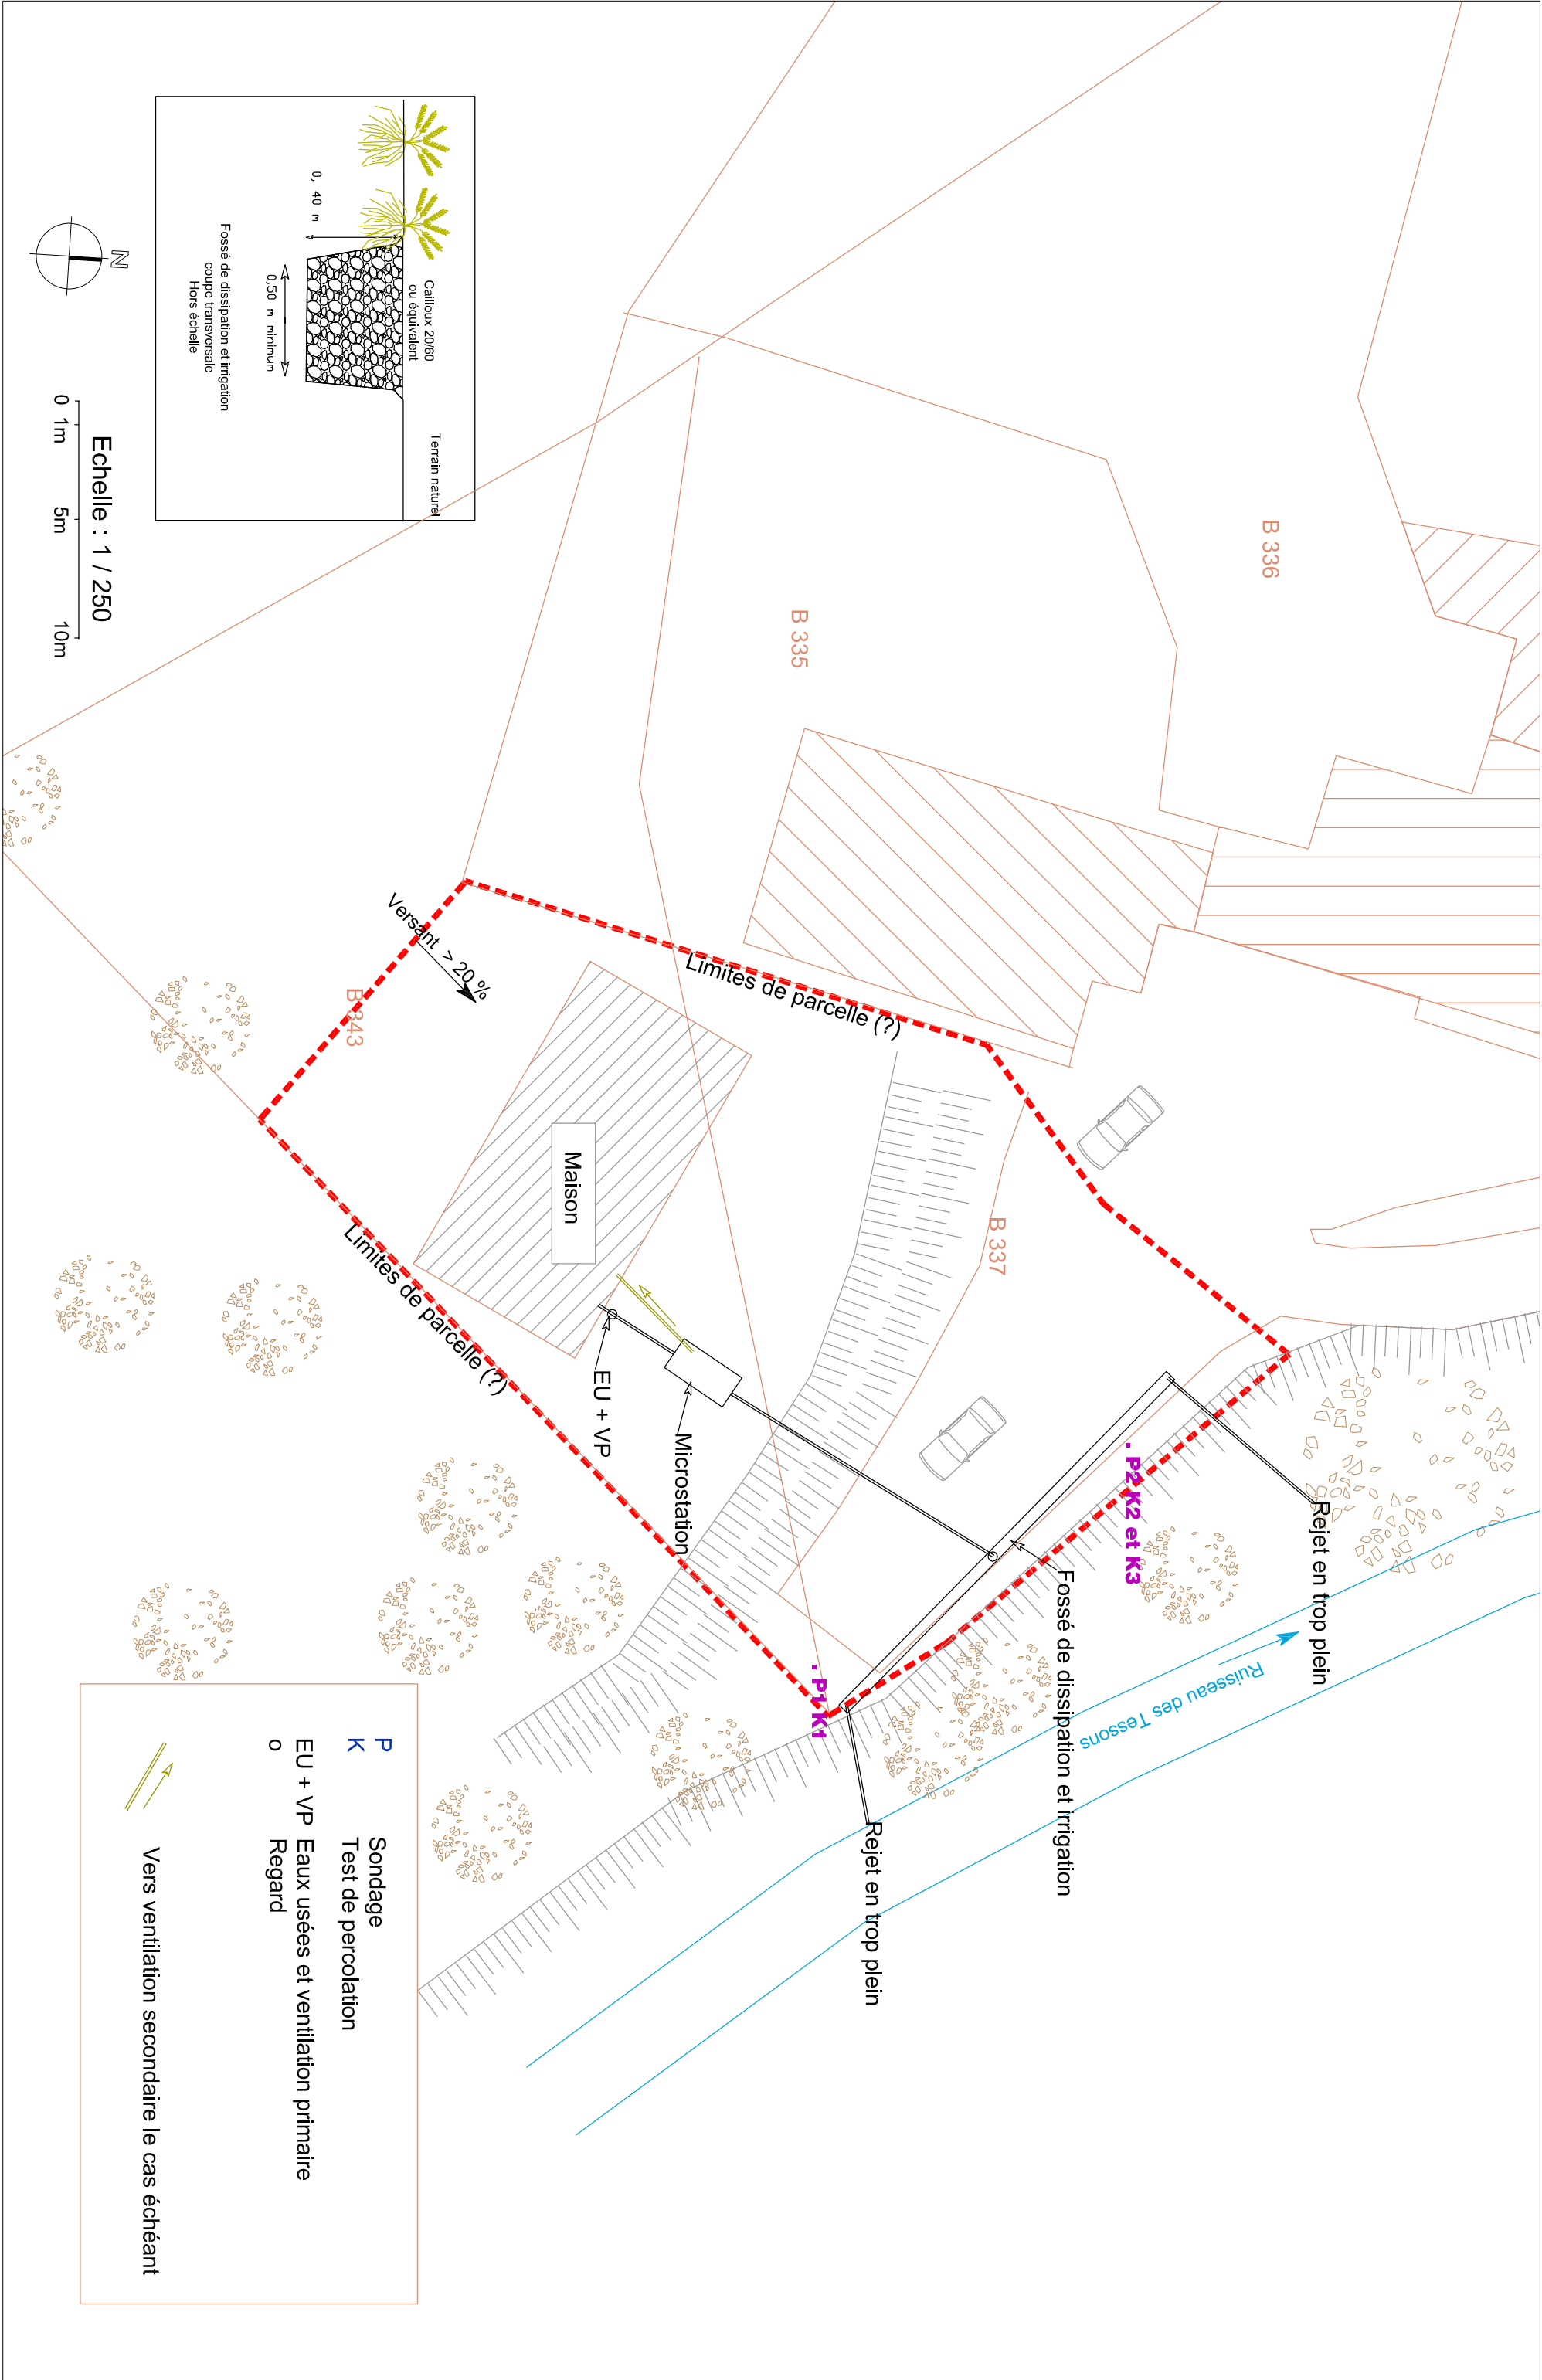 B 336
B 335
B 337
B 343
Rejet en trop plein
. P2 K2 et K3
Ruisseau des Tessons
Fossé de dissipation et irrigation
Rejet en trop plein
. P1 K1
Limites de parcelle (?)
Limites de parcelle (?)
Versant > 20 %
Maison
EU + VP
Microstation
Terrain naturel
Cailloux 20/60
ou équivalent
0, 40 m
0,50 m minimum
Fossé de dissipation et irrigation
coupe transversale
Hors échelle
N
Echelle : 1 / 250
0 1m 5m 10m
P Sondage
K Test de percolation
EU + VP Eaux usées et ventilation primaire
o Regard
Vers ventilation secondaire le cas échéant